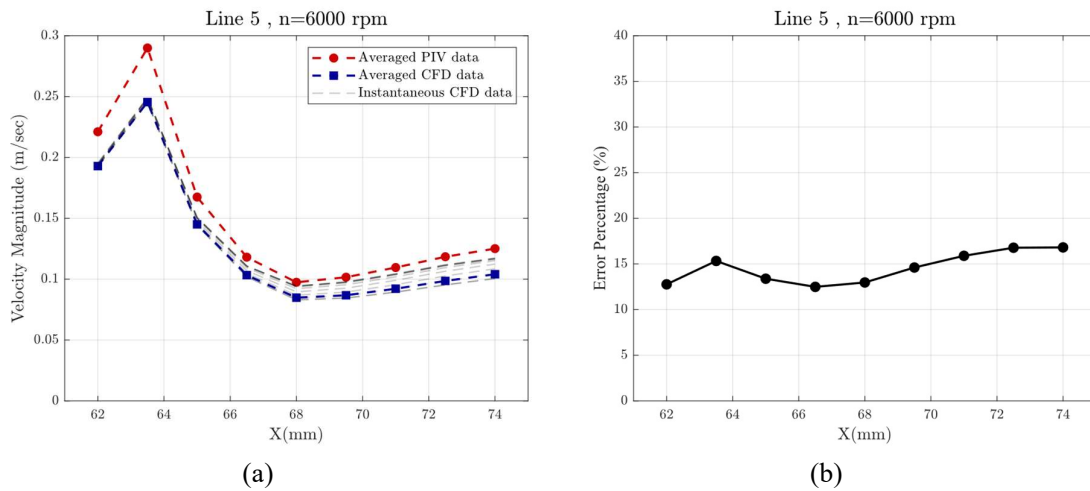 Line 5 , n=6000 rpm
Averaged PIV data
Averaged CFD data
Instantaneous CFD data
Velocity Magnitude (m/sec)
0.3
0.25
0.2
0.15
0.1
0.05
0
62 64 66 68 70 72 74
X(mm)
(a)
Line 5 , n=6000 rpm
Error Percentage (%)
40
35
30
25
20
15
10
5
0
62 64 66 68 70 72 74
X(mm)
(b)